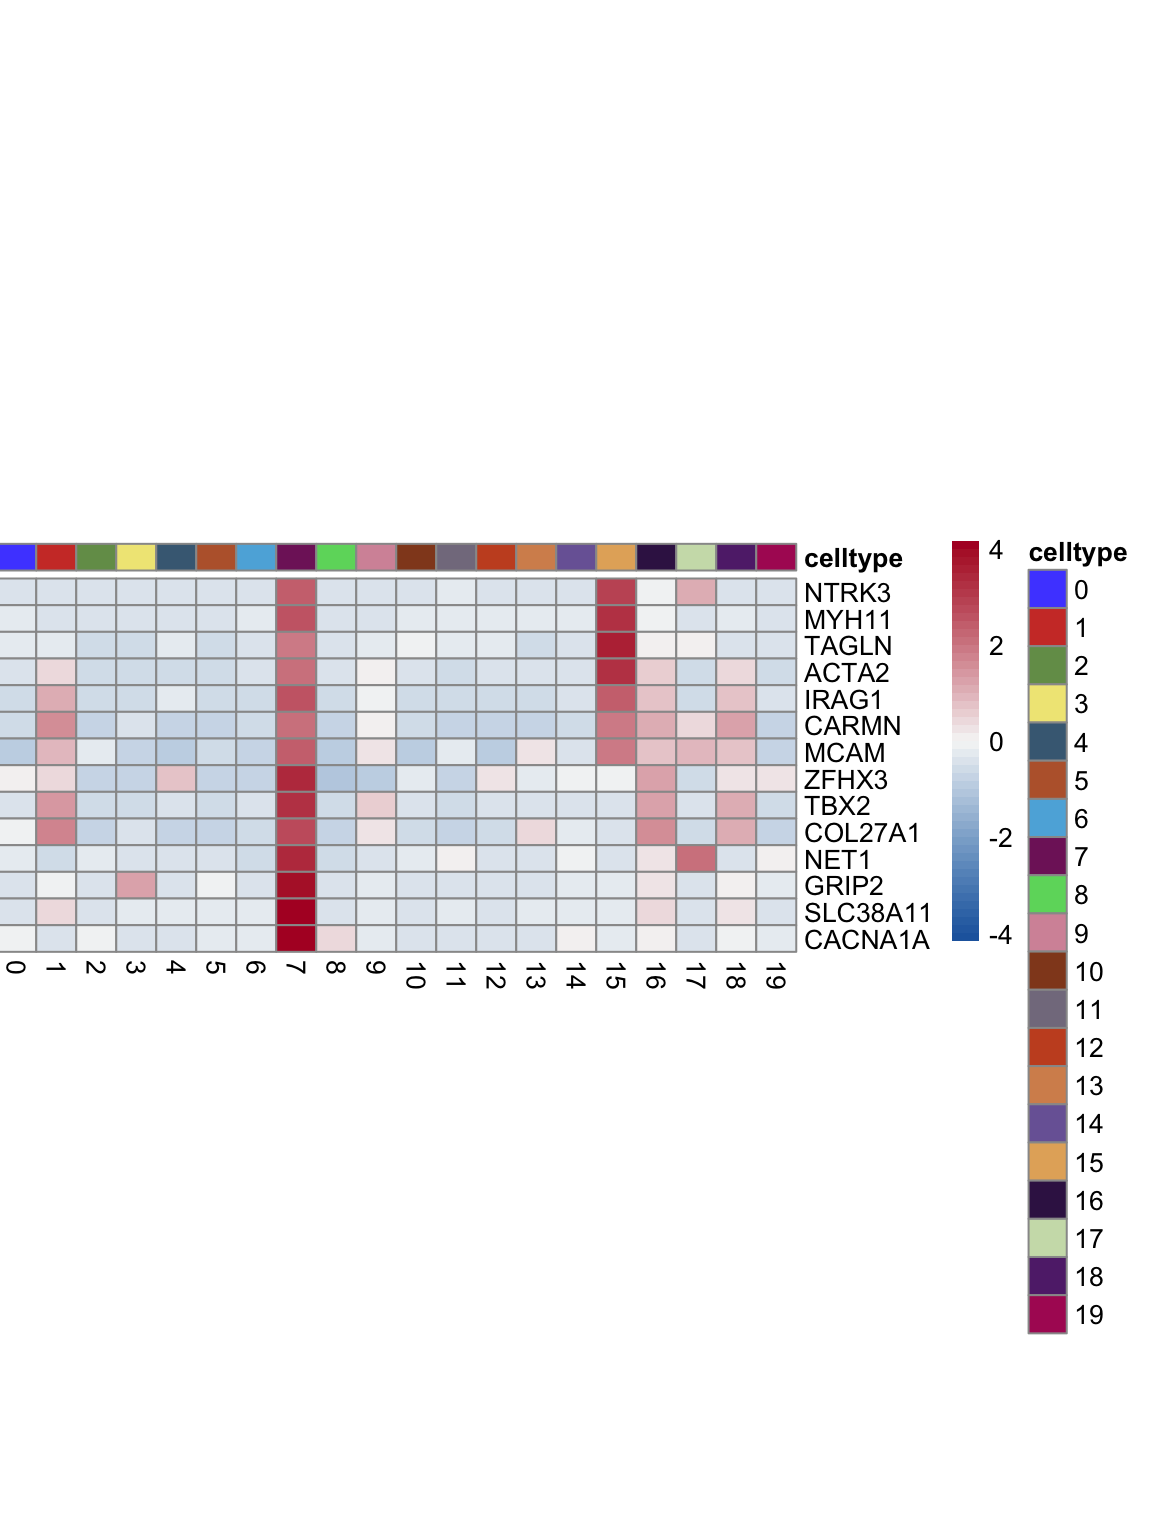 celltype
NTRK3
MYH11
TAGLN
ACTA2
IRAG1
CARMN
MCAM
ZFHX3
TBX2
COL27A1
NET1
GRIP2
SLC38A11
CACNA1A
0 1 2 3 4 5 6 7 8 9 10 11 12 13 14 15 16 17 18 19
4
2
0
-2
-4
celltype
0
1
2
3
4
5
6
7
8
9
10
11
12
13
14
15
16
17
18
19